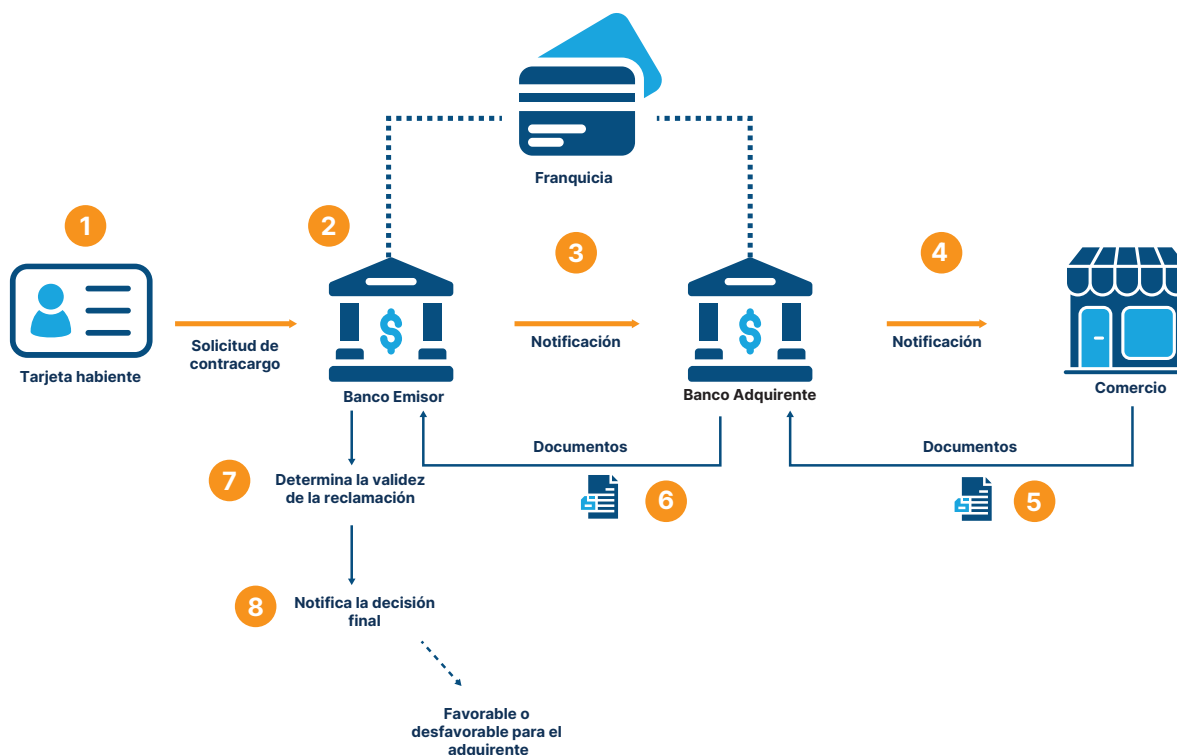 Franquicia
1
2
3
4
Solicitud de
contracargo
Notificación
Notificación
Tarjeta habiente
Banco Emisor
Banco Adquirente
Comercio
$
$
Documentos
Documentos
7
Determina la validez
de la reclamación
6
5
8
Notifica la decisión
final
Favorable o
desfavorable para el
adquirente